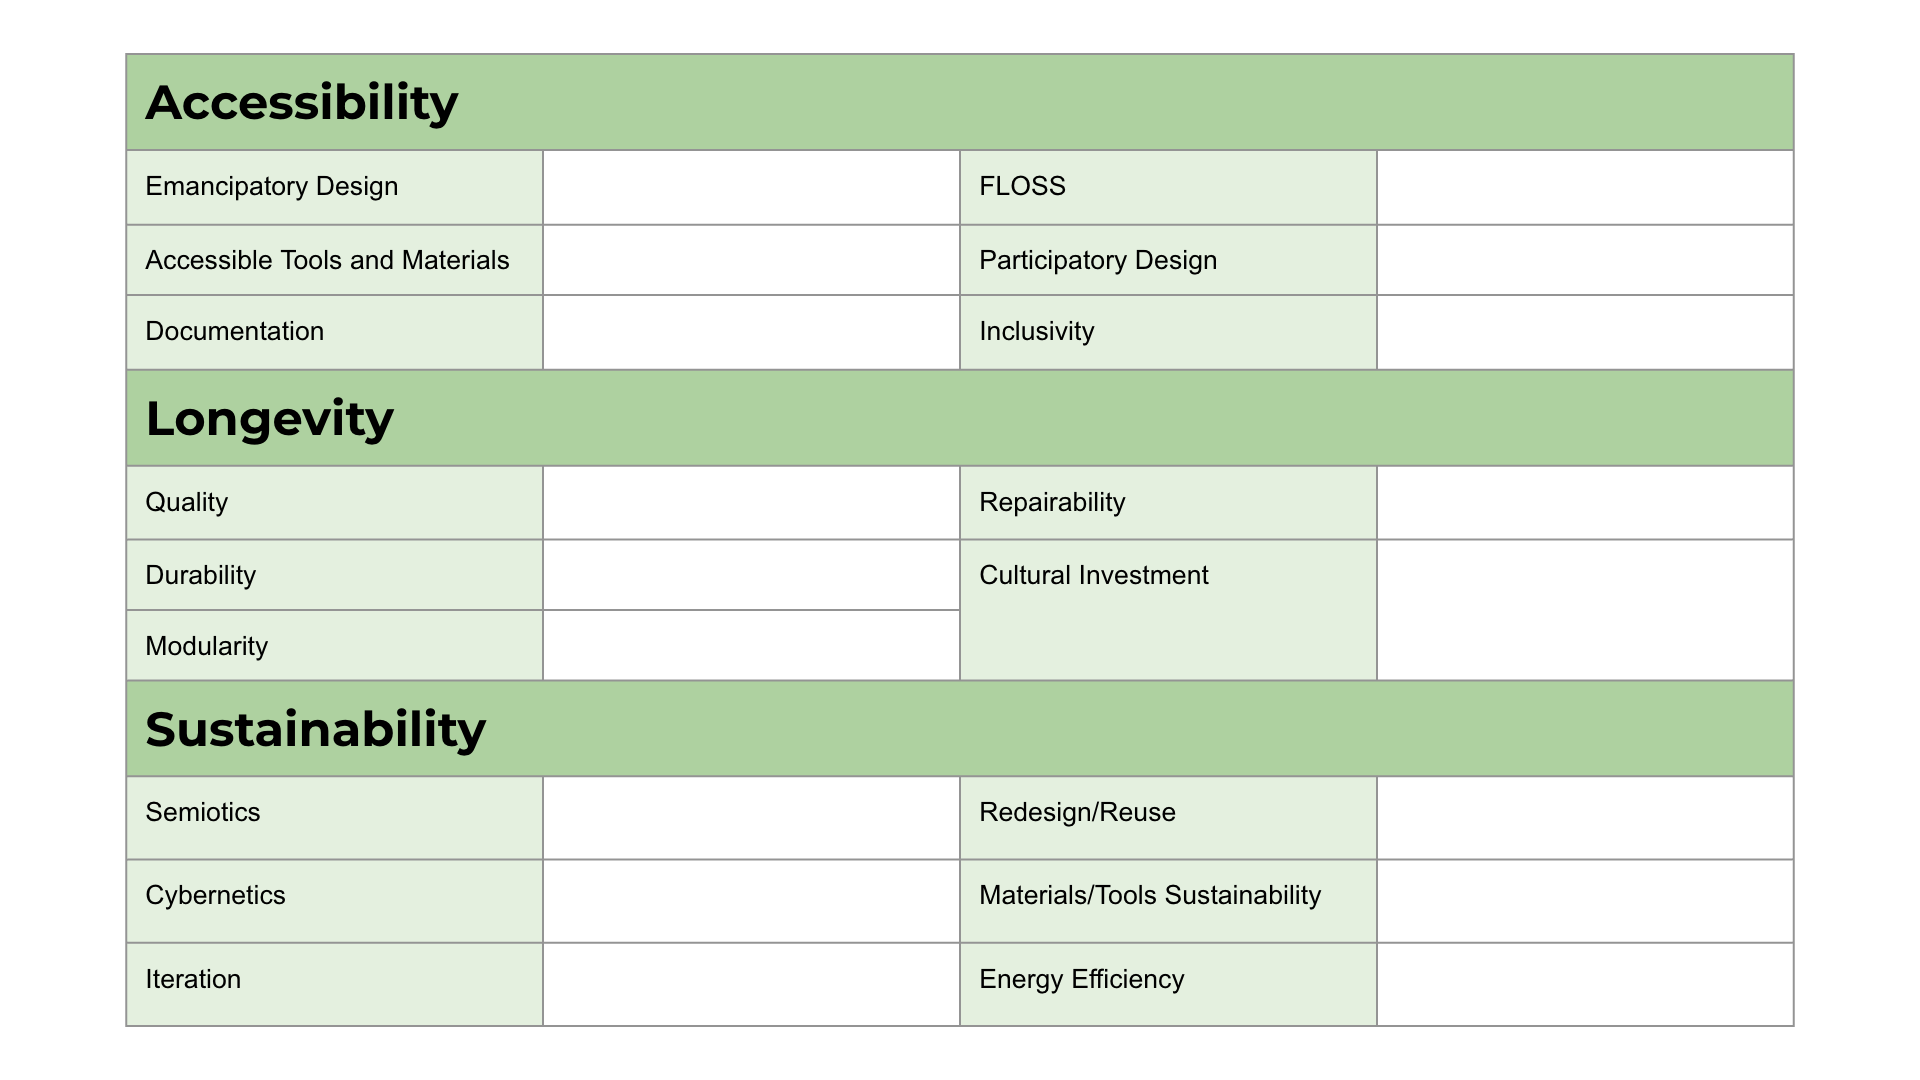 Accessibility
Emancipatory Design
FLOSS
Accessible Tools and Materials
Participatory Design
Documentation
Inclusivity
Longevity
Quality
Repairability
Durability
Cultural Investment
Modularity
Sustainability
Semiotics
Redesign/Reuse
Cybernetics
Materials/Tools Sustainability
Iteration
Energy Efficiency